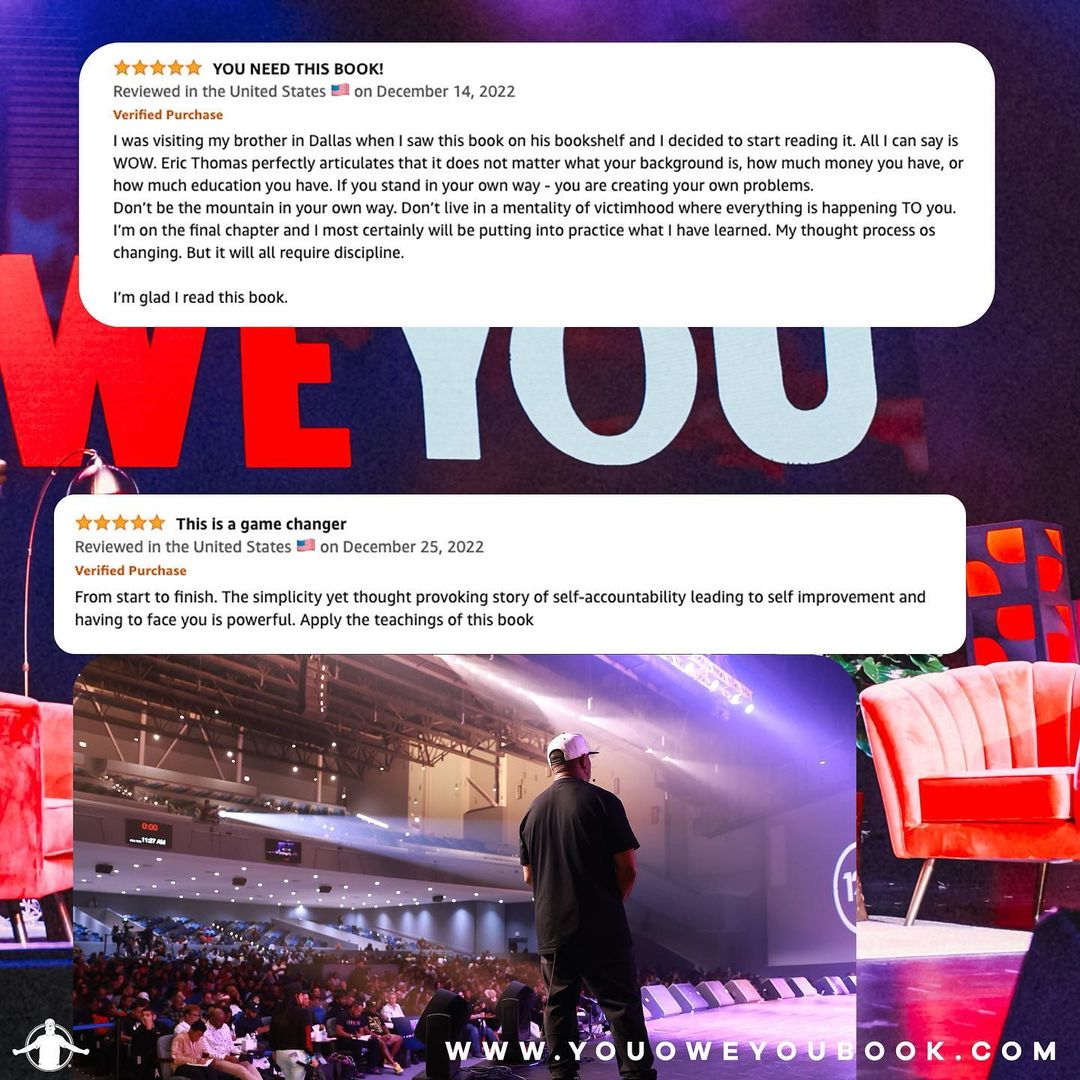 YOU NEED THIS BOOK!
Reviewed in the United States 🇺🇸 on December 14, 2022
Verified Purchase
I was visiting my brother in Dallas when I saw this book on his bookshelf and I decided to start reading it. All I can say is
WOW. Eric Thomas perfectly articulates that it does not matter what your background is, how much money you have, or
how much education you have. If you stand in your own way - you are creating your own problems.
Don't be the mountain in your own way. Don't live in a mentality of victimhood where everything is happening TO you.
I'm on the final chapter and I most certainly will be putting into practice what I have learned. My thought process os
changing. But it will all require discipline.
I'm glad I read this book.
WE YOU
This is a game changer
Reviewed in the United States 🇺🇸 on December 25, 2022
Verified Purchase
From start to finish. The simplicity yet thought provoking story of self-accountability leading to self improvement and
having to face you is powerful. Apply the teachings of this book
0:00
11:27 AM
WWW.YOUOWEYOUBOOK.COM